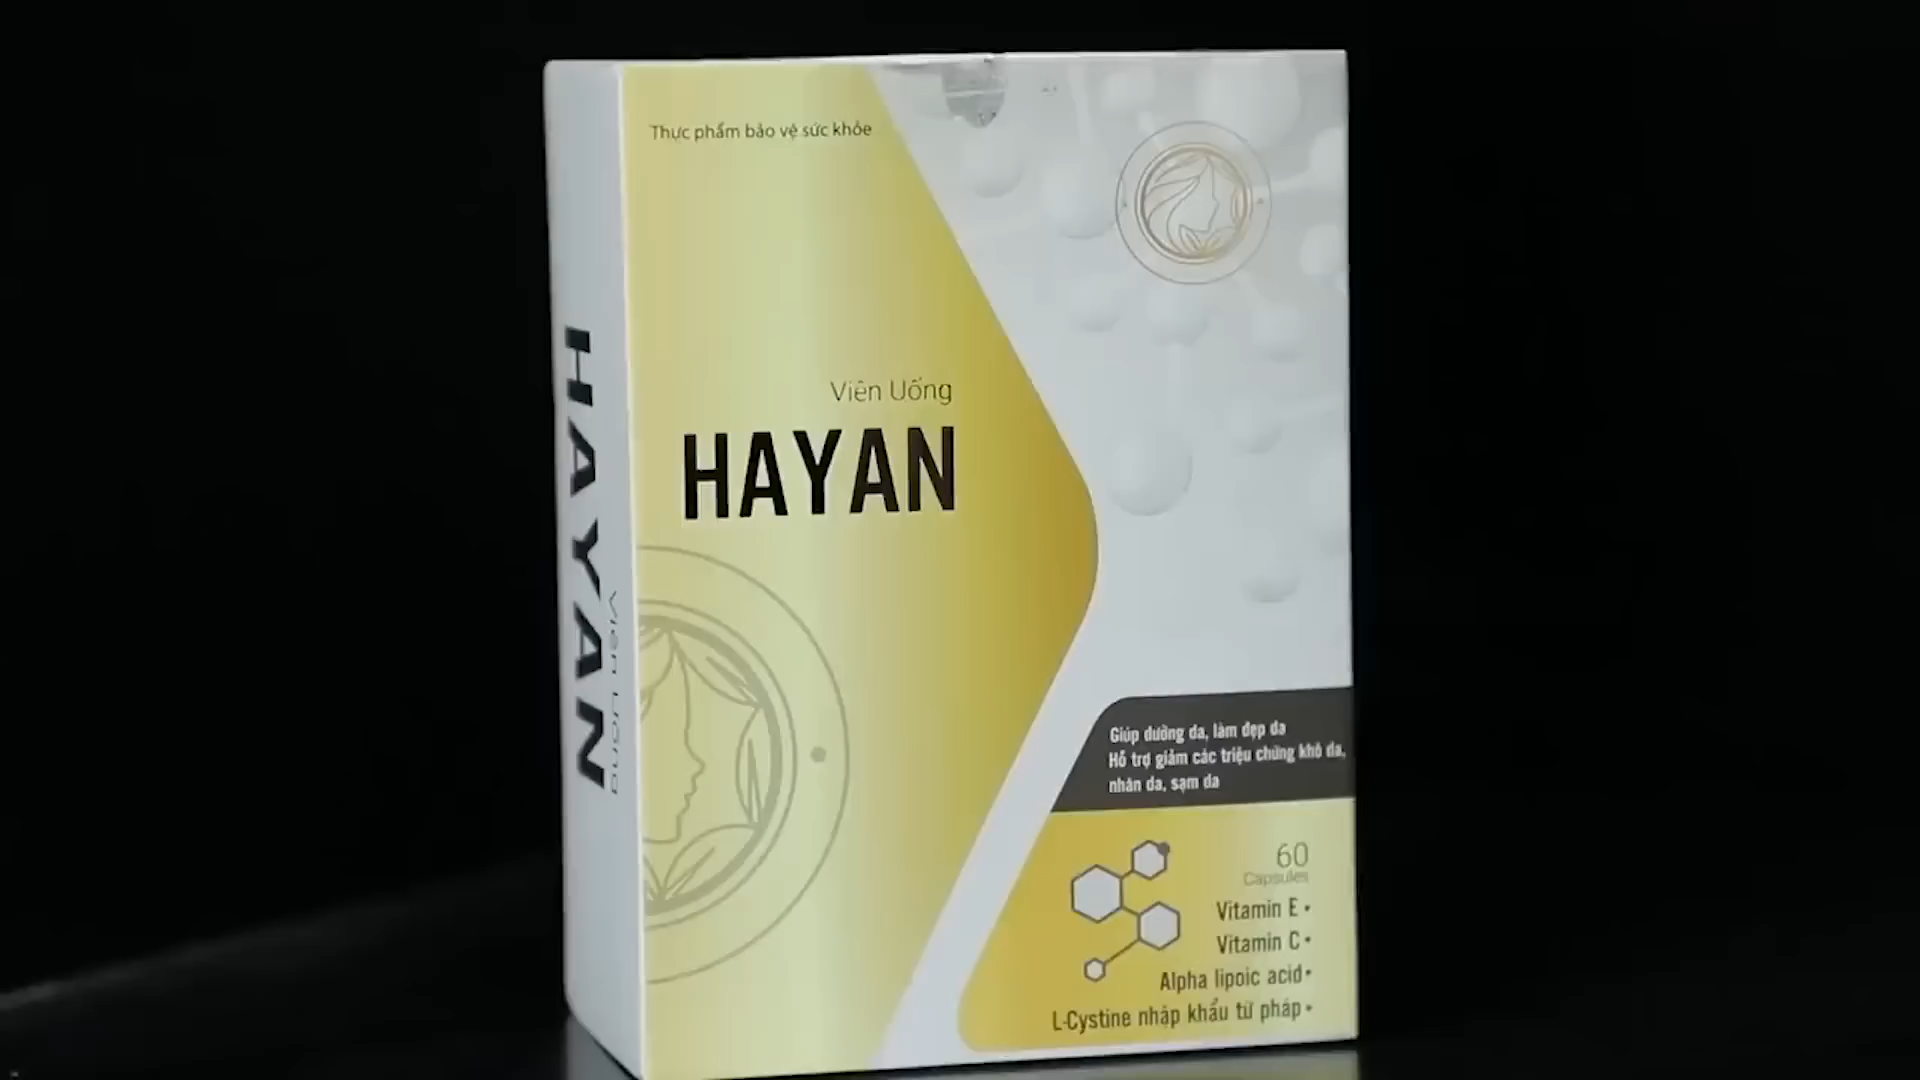 Thực phẩm bảo vệ sức khỏe
Viên Uống
HAYAN
HAYAN
Viên Uống
Giúp dưỡng da, làm đẹp da
Hỗ trợ giảm các triệu chứng khô da,
nhăn da, sạm da
60
Capsules
Vitamin E •
Vitamin C •
Alpha lipoic acid •
L-Cystine nhập khẩu từ pháp •